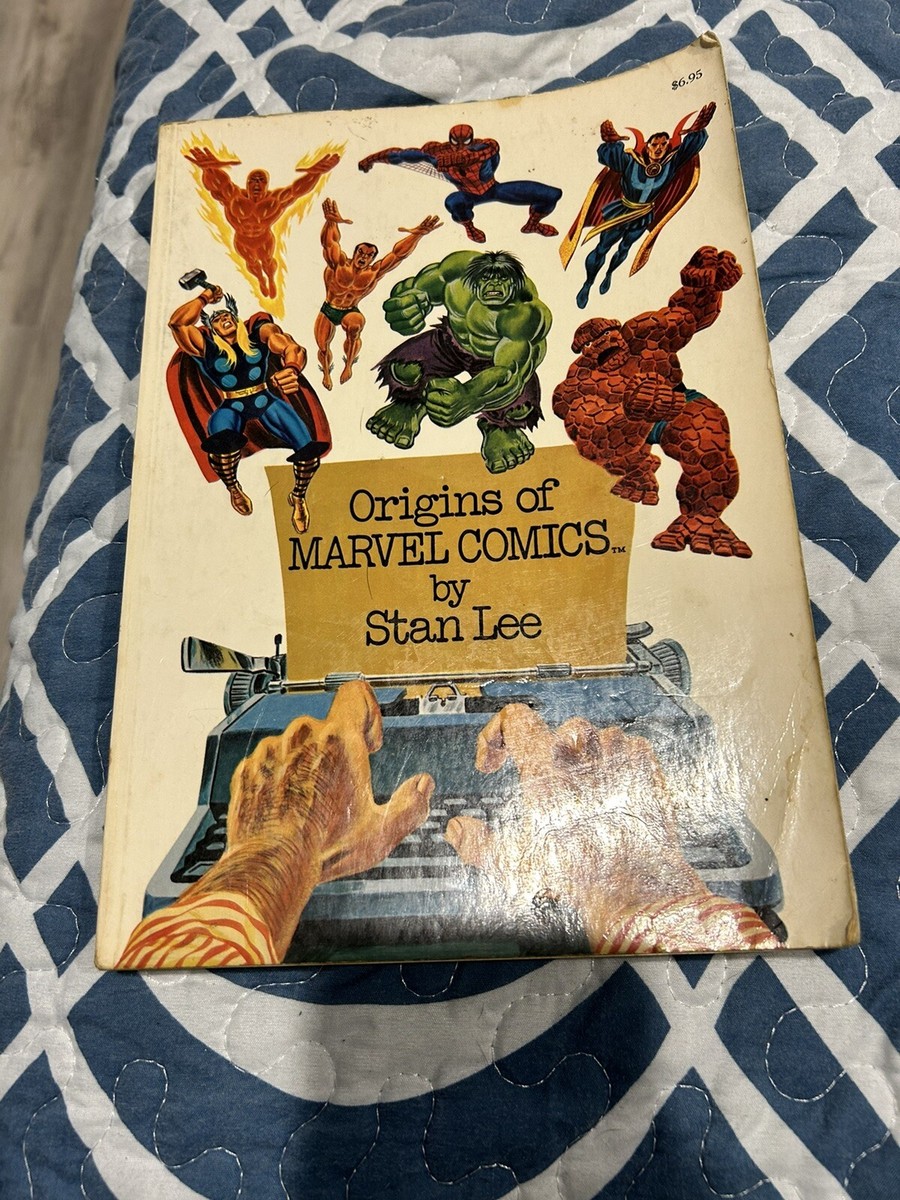 $6.95
Origins of
MARVEL COMICS™
by
Stan Lee